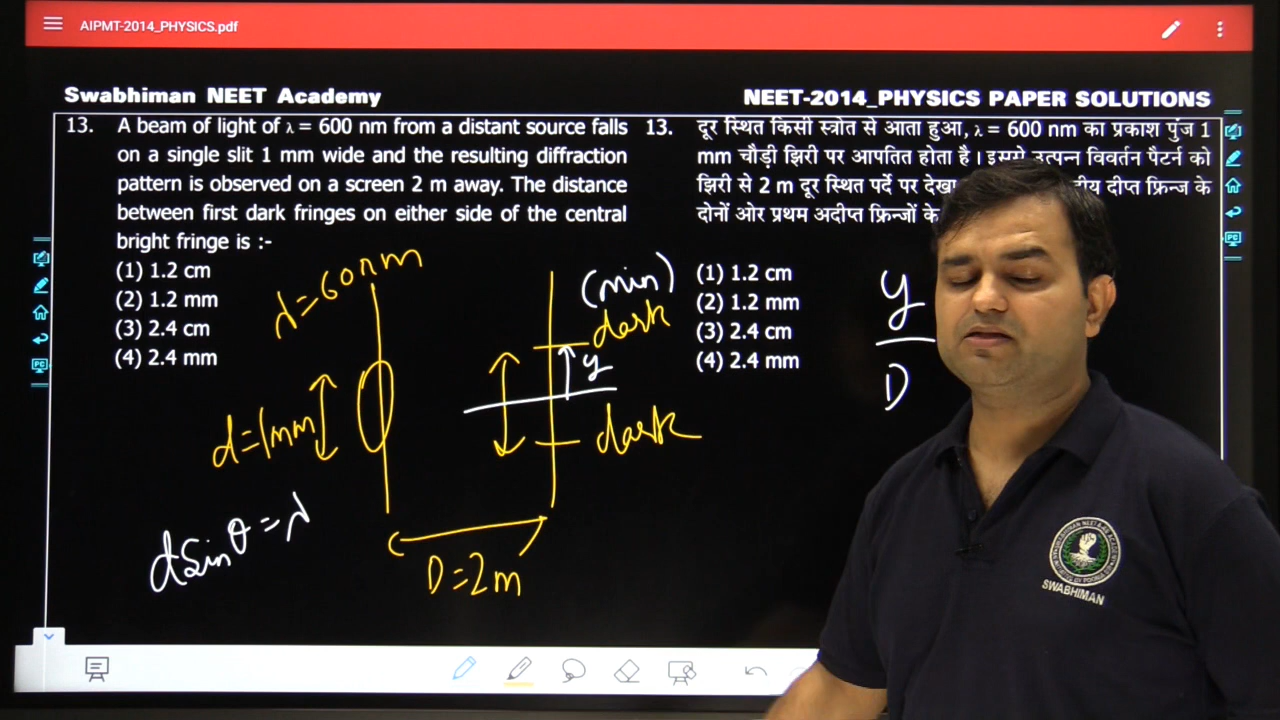 AIPMT-2014_PHYSICS.pdf
Swabhiman NEET Academy
NEET-2014_PHYSICS PAPER SOLUTIONS
13. A beam of light of λ = 600 nm from a distant source falls
on a single slit 1 mm wide and the resulting diffraction
pattern is observed on a screen 2 m away. The distance
between first dark fringes on either side of the central
bright fringe is :-
(1) 1.2 cm
(2) 1.2 mm
(3) 2.4 cm
(4) 2.4 mm
13. दूर स्थित किसी स्त्रोत से आता हुआ, λ = 600 nm का प्रकाश पुंज 1
mm चौड़ी झिरी पर आपतित होता है। इससे उत्पन्न विवर्तन पैटर्न को
झिरी से 2 m दूर स्थित पर्दे पर दीप्त फ्रिन्ज के
दोनों ओर प्रथम अदीप्त फ्रिन्जों के
(1) 1.2 cm
(2) 1.2 mm
(3) 2.4 cm
(4) 2.4 mm
d=1mm
(min)
dark
y
dark
D=2m
dsinθ=λ
y
D
SWABHIMAN